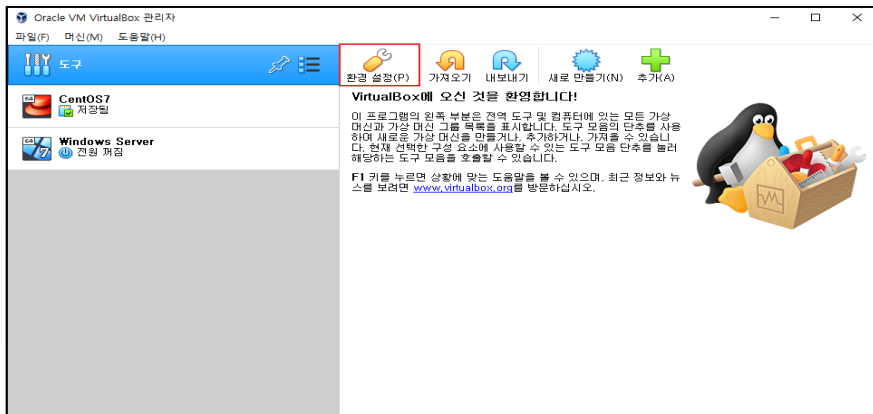 Oracle VM VirtualBox 관리자
파일(F) 머신(M) 도움말(H)
도구
환경 설정(P) 가져오기 내보내기 새로 만들기(N) 추가(A)
64 CentOS7
저장됨
64 Windows Server
전원 꺼짐
VirtualBox에 오신 것을 환영합니다!
이 프로그램의 왼쪽 부분은 전역 도구 및 컴퓨터에 있는 모든 가상
머신과 가상 머신 그룹 목록을 표시합니다. 도구 모음의 단추를 사용
하여 새로운 가상 머신을 만들거나, 추가하거나, 가져올 수 있습니
다. 현재 선택한 구성 요소에 사용할 수 있는 도구 모음 단추를 눌러
해당하는 도구 모음을 호출할 수 있습니다.
F1 키를 누르면 상황에 맞는 도움말을 볼 수 있으며, 최근 정보와 뉴
스를 보려면 www.virtualbox.org를 방문하십시오.